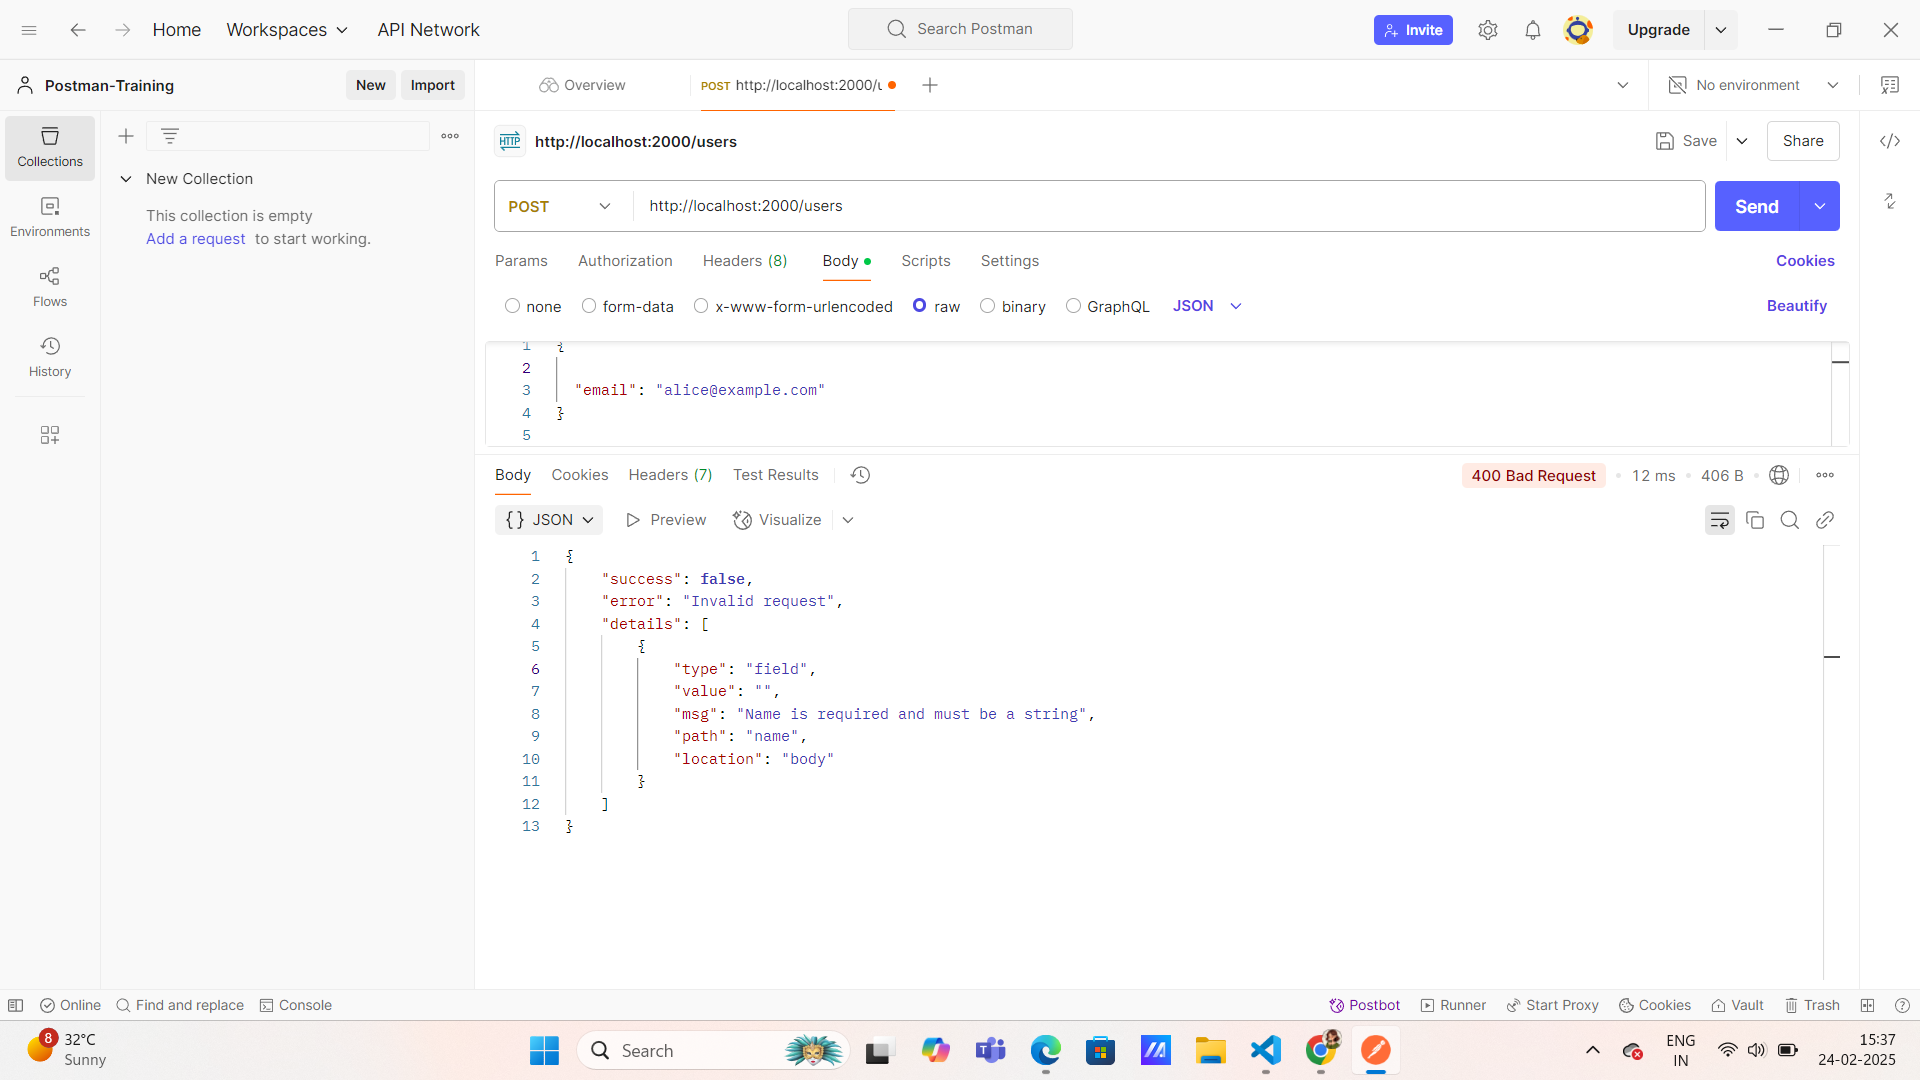 Home
Workspaces
API Network
Search Postman
Invite
Upgrade
Postman-Training
New
Import
Overview
POST http://localhost:2000/u
No environment
Collections
Environments
Flows
History
New Collection
This collection is empty
Add a request to start working.
HTTP
http://localhost:2000/users
Save
Share
POST
http://localhost:2000/users
Send
Params
Authorization
Headers (8)
Body
Scripts
Settings
Cookies
none
form-data
x-www-form-urlencoded
raw
binary
GraphQL
JSON
Beautify
1 {
2
3 "email": "alice@example.com"
4 }
5
Body
Cookies
Headers (7)
Test Results
400 Bad Request
12 ms
406 B
{} JSON
Preview
Visualize
1 {
2 "success": false,
3 "error": "Invalid request",
4 "details": [
5 {
6 "type": "field",
7 "value": "",
8 "msg": "Name is required and must be a string",
9 "path": "name",
10 "location": "body"
11 }
12 ]
13 }
Online
Find and replace
Console
Postbot
Runner
Start Proxy
Cookies
Vault
Trash
8
32°C
Sunny
Search
ENG
IN
15:37
24-02-2025